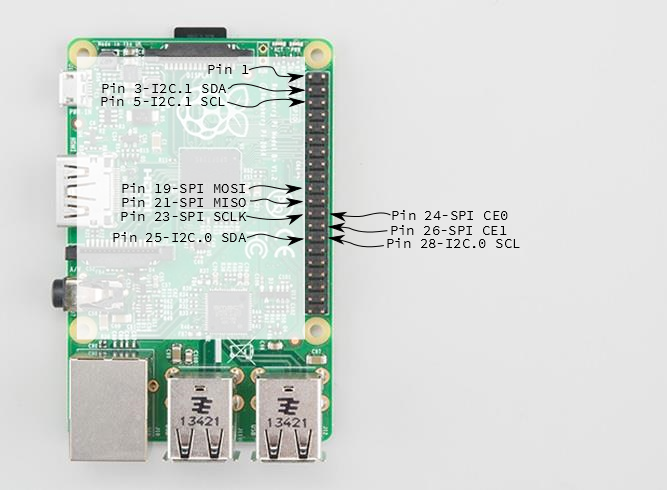 Pin 1
Pin 3-I2C.1 SDA
Pin 5-I2C.1 SCL
Pin 19-SPI MOSI
Pin 21-SPI MISO
Pin 23-SPI SCLK
Pin 24-SPI CE0
Pin 26-SPI CE1
Pin 25-I2C.0 SDA
Pin 28-I2C.0 SCL
HDMI
13421
13421